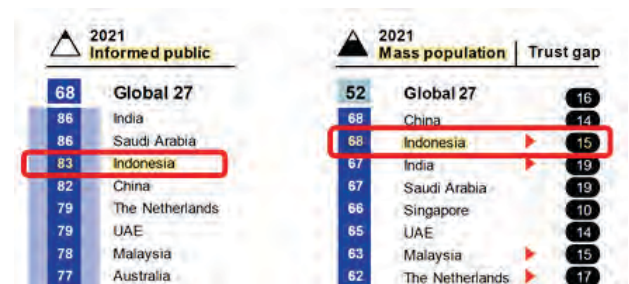 2021
Informed public
68 Global 27
86 India
86 Saudi Arabia
83 Indonesia
82 China
79 The Netherlands
79 UAE
78 Malaysia
77 Australia
2021
Mass population Trust gap
52 Global 27 16
68 China 14
68 Indonesia 15
67 India 19
67 Saudi Arabia 19
66 Singapore 10
65 UAE 14
63 Malaysia 15
62 The Netherlands 17